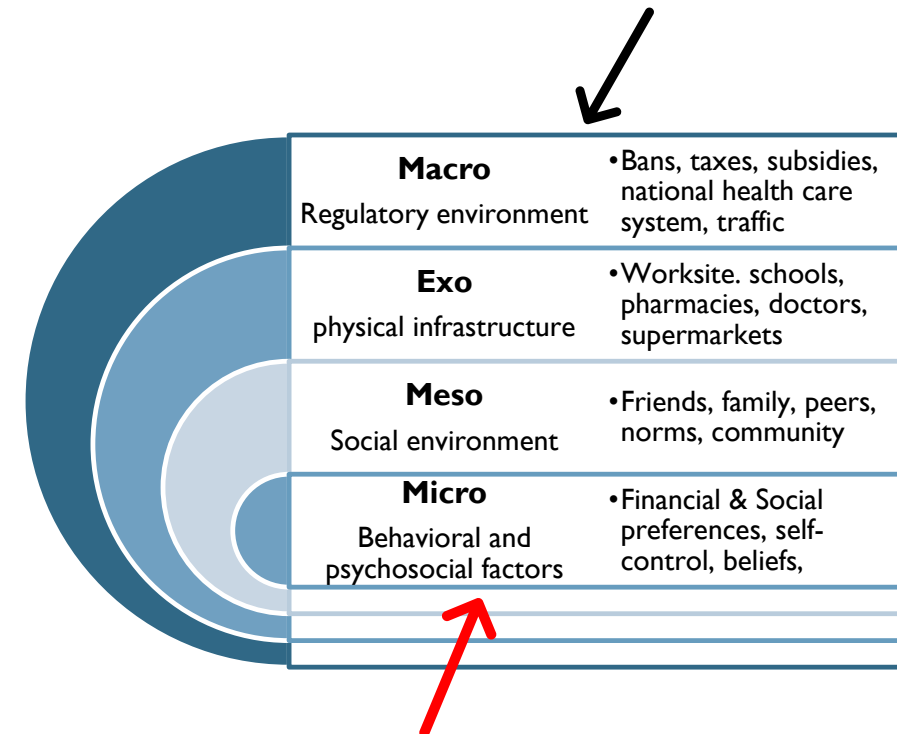 Macro
Regulatory environment
•Bans, taxes, subsidies,
national health care
system, traffic
Exo
physical infrastructure
•Worksite. schools,
pharmacies, doctors,
supermarkets
Meso
Social environment
•Friends, family, peers,
norms, community
Micro
Behavioral and
psychosocial factors
•Financial & Social
preferences, self-
control, beliefs,